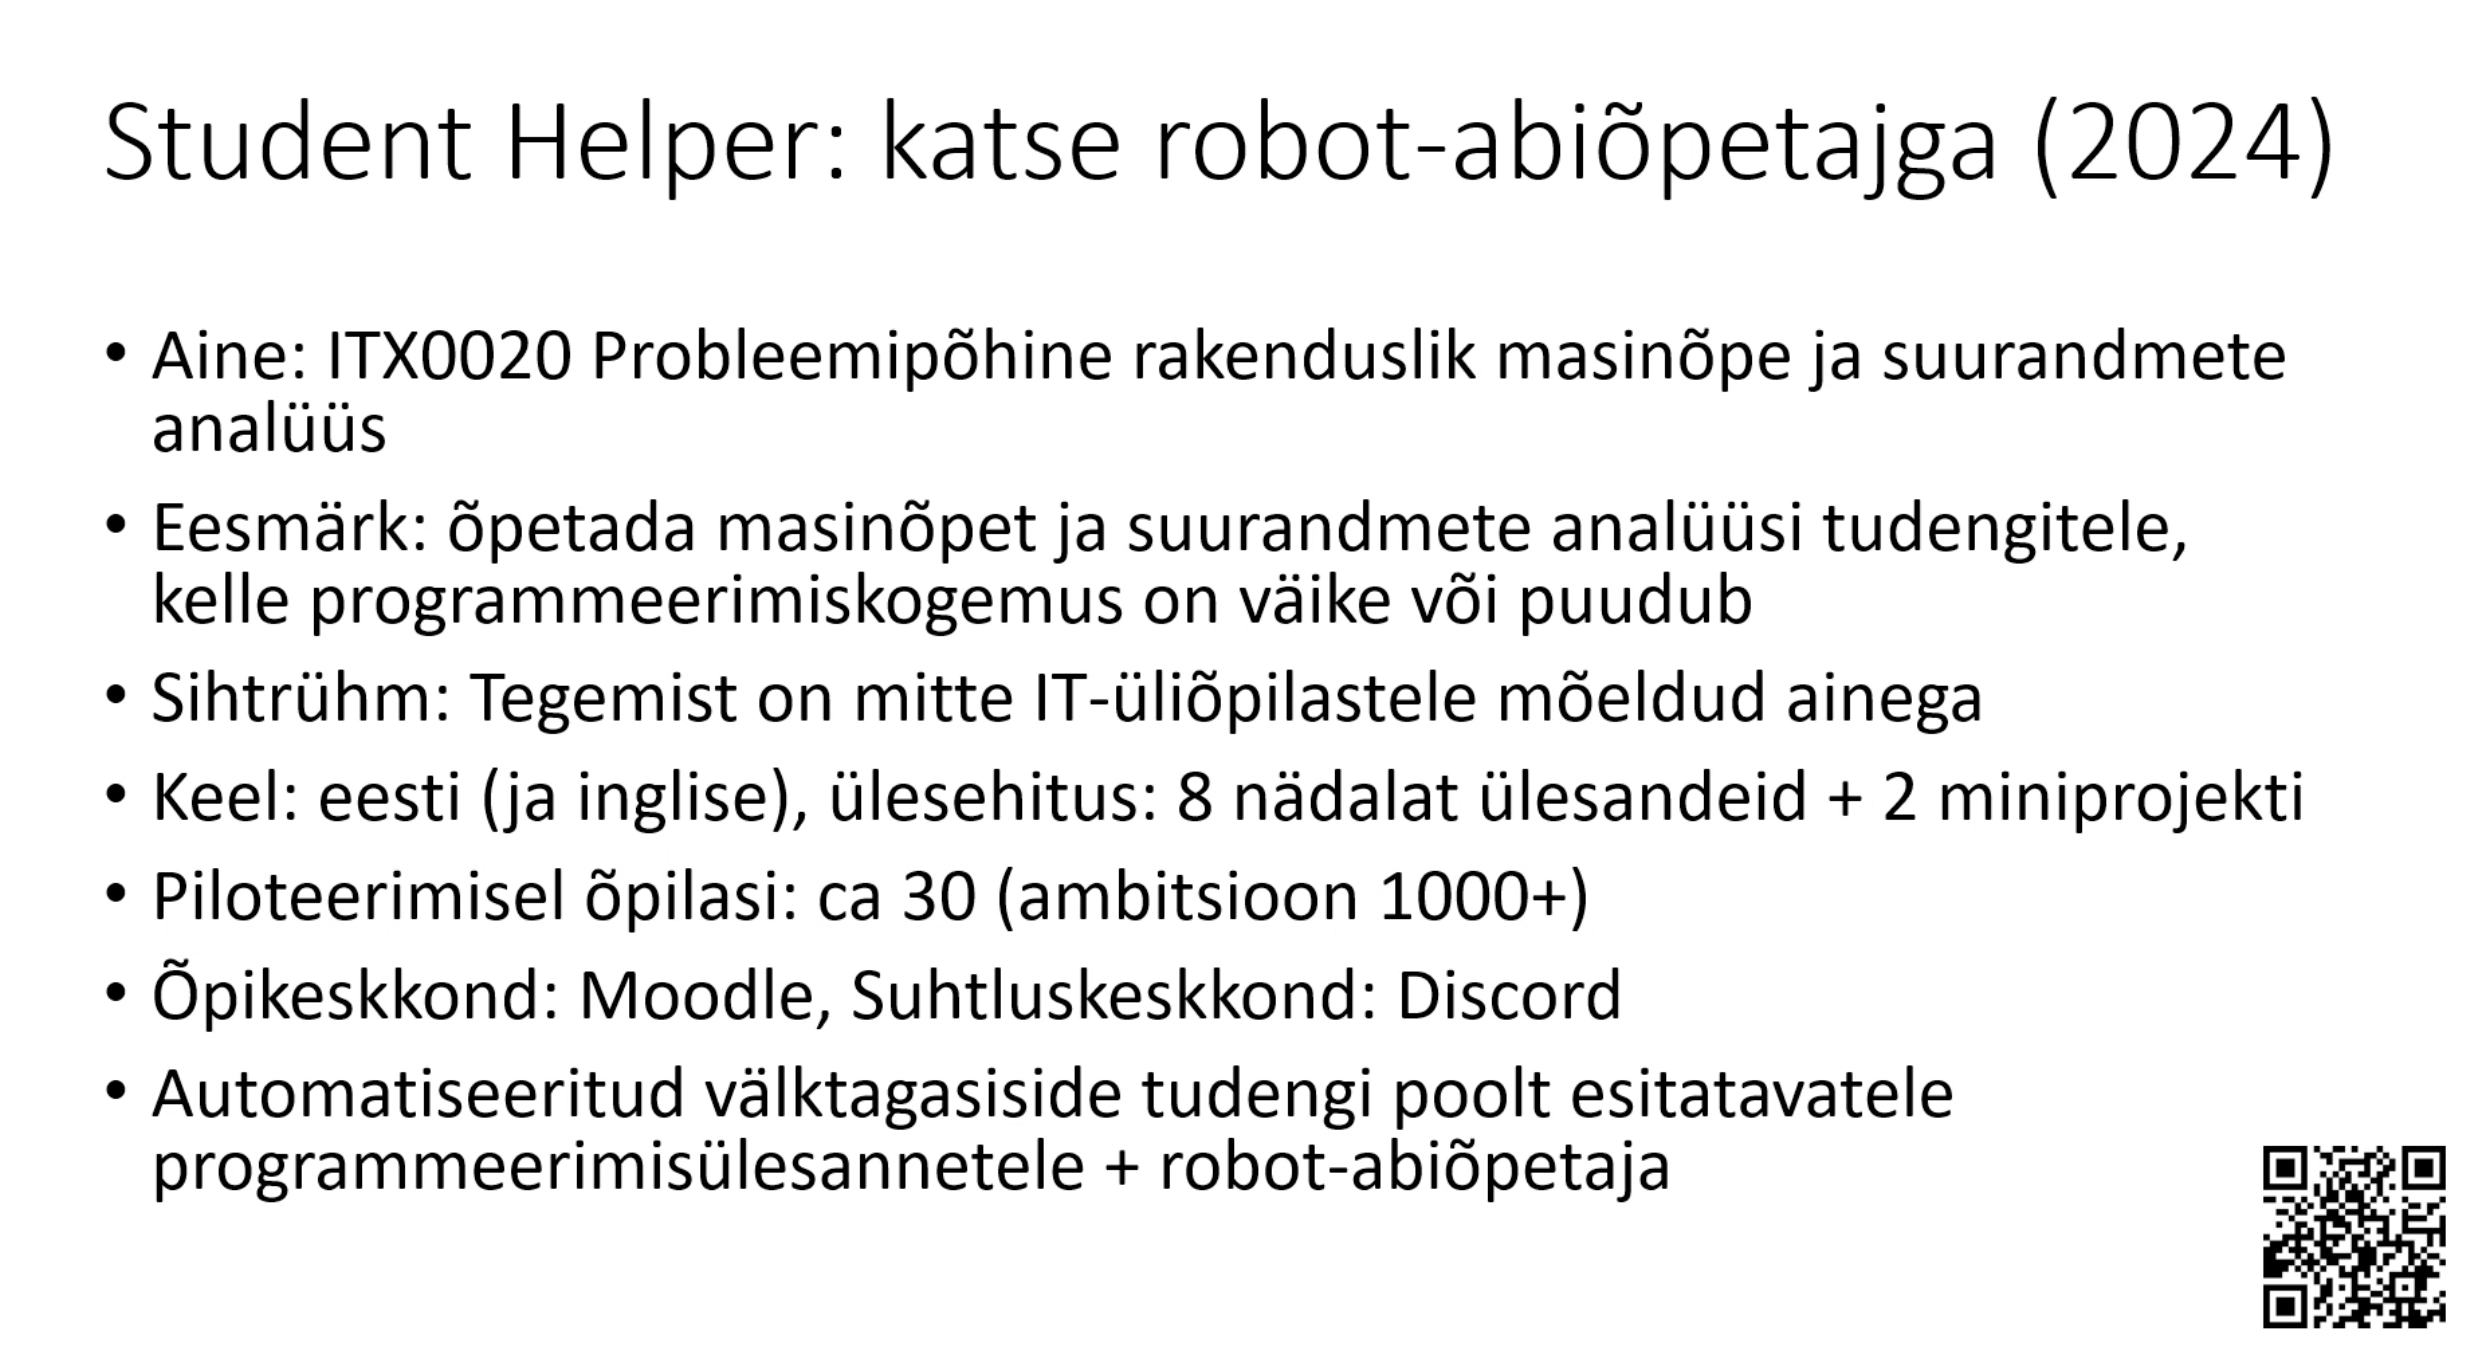 Student Helper: katse robot-abiõpetajga (2024)
• Aine: ITX0020 Probleemipõhine rakenduslik masinõpe ja suurandmete
analüüs
• Eesmärk: õpetada masinõpet ja suurandmete analüüsi tudengitele,
kelle programmeerimiskogemus on väike või puudub
• Sihtrühm: Tegemist on mitte IT-üliõpilastele mõeldud ainega
• Keel: eesti (ja inglise), ülesehitus: 8 nädalat ülesandeid + 2 miniprojekti
• Piloteerimisel õpilasi: ca 30 (ambitsioon 1000+)
• Õpikeskkond: Moodle, Suhtluskeskkond: Discord
• Automatiseeritud välktagasiside tudengi poolt esitatavatele
programmeerimisülesannetele + robot-abiõpetaja